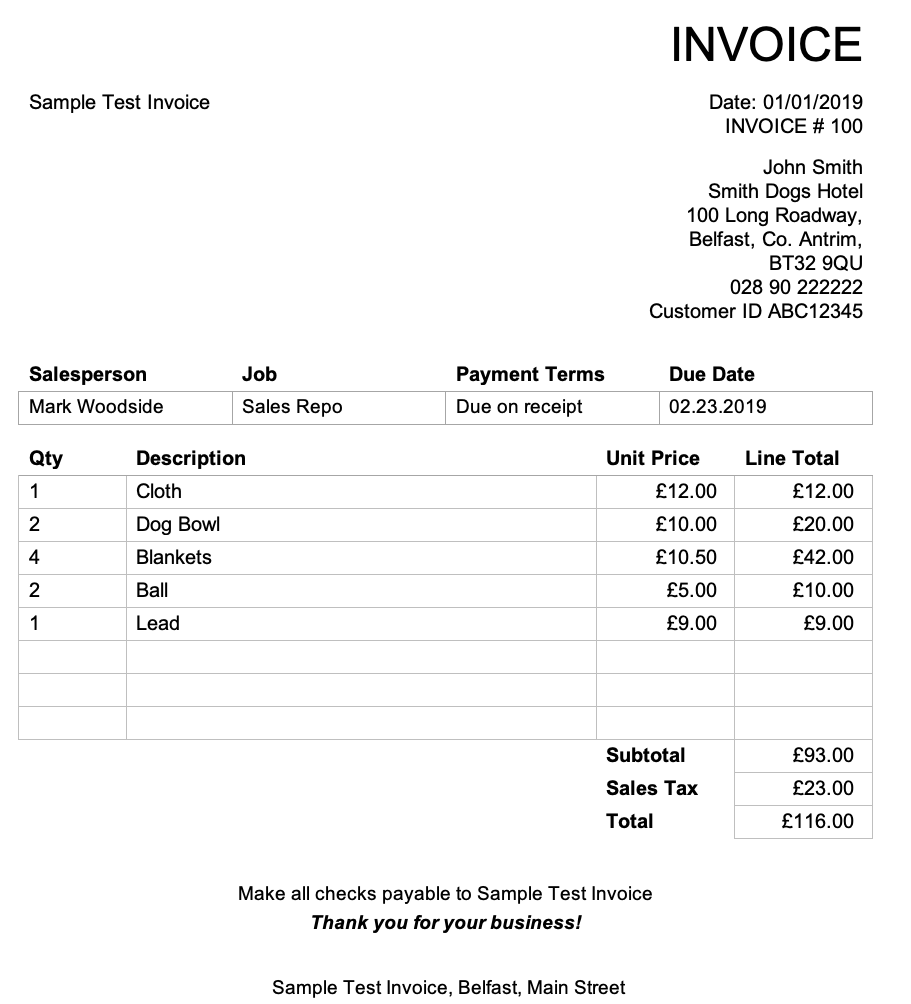 INVOICE
Sample Test Invoice Date: 01/01/2019
INVOICE # 100
John Smith
Smith Dogs Hotel
100 Long Roadway,
Belfast, Co. Antrim,
BT32 9QU
028 90 222222
Customer ID ABC12345
Salesperson Job Payment Terms Due Date
Mark Woodside Sales Repo Due on receipt 02.23.2019
Qty Description Unit Price Line Total
1 Cloth £12.00 £12.00
2 Dog Bowl £10.00 £20.00
4 Blankets £10.50 £42.00
2 Ball £5.00 £10.00
1 Lead £9.00 £9.00
Subtotal £93.00
Sales Tax £23.00
Total £116.00
Make all checks payable to Sample Test Invoice
Thank you for your business!
Sample Test Invoice, Belfast, Main Street